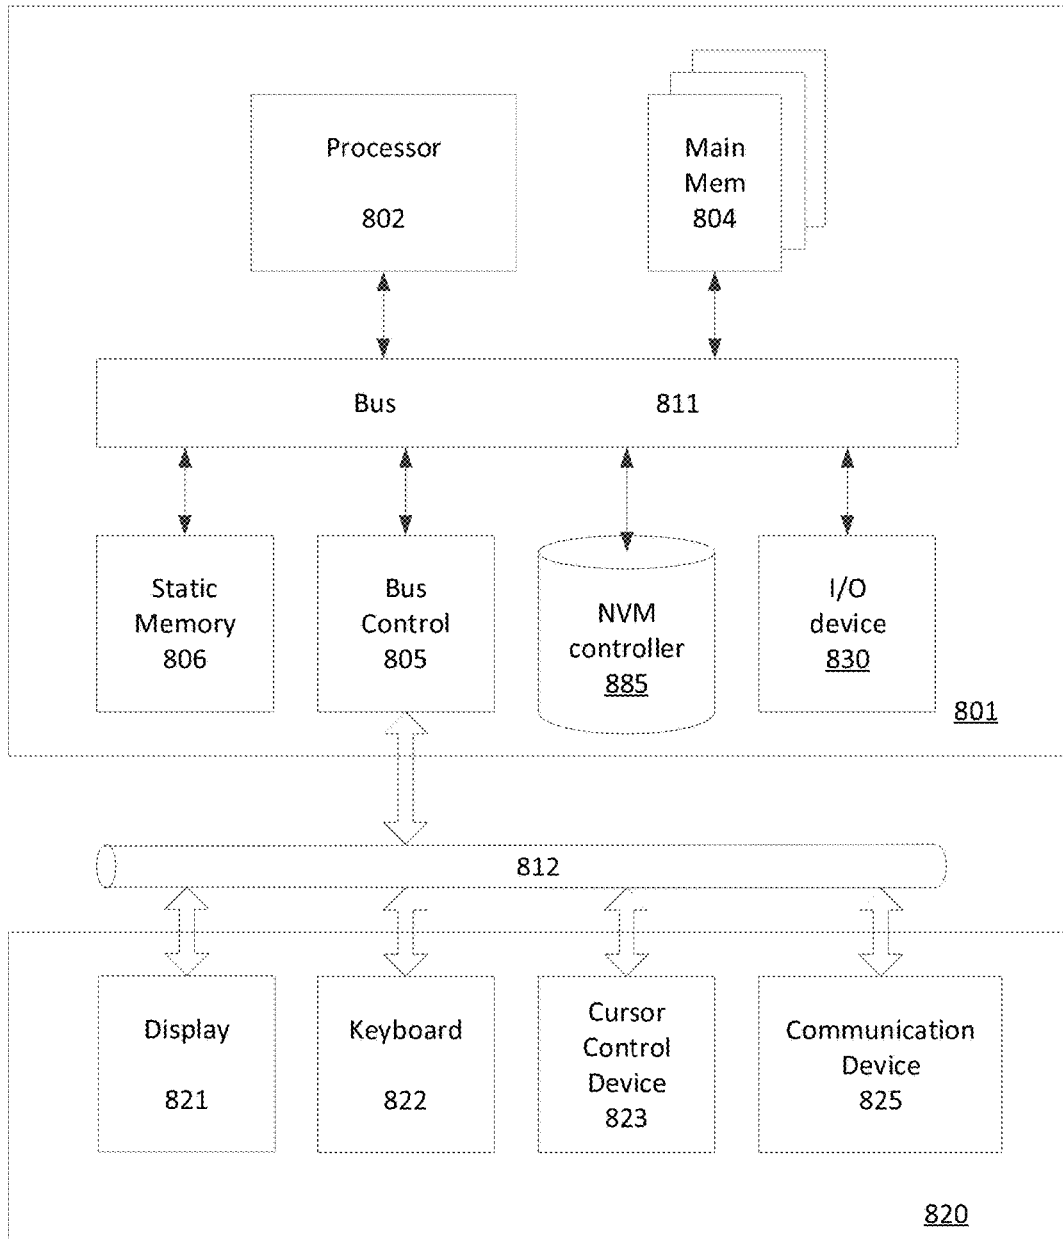 Processor
802
Main
Mem
804
Bus 811
Static
Memory
806
Bus
Control
805
NVM
controller
885
I/O
device
830
801
812
Display
821
Keyboard
822
Cursor
Control
Device
823
Communication
Device
825
820